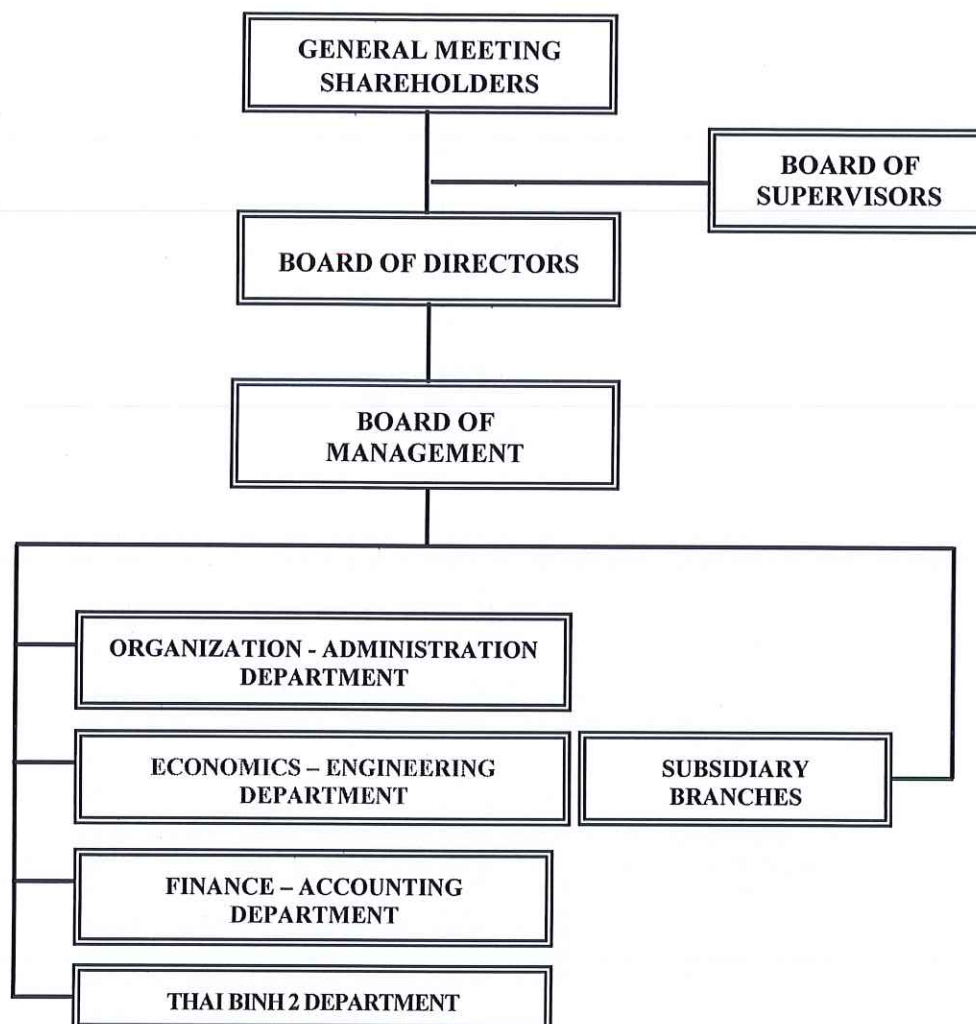 GENERAL MEETING
SHAREHOLDERS
BOARD OF
SUPERVISORS
BOARD OF DIRECTORS
BOARD OF
MANAGEMENT
ORGANIZATION - ADMINISTRATION
DEPARTMENT
ECONOMICS – ENGINEERING
DEPARTMENT
SUBSIDIARY
BRANCHES
FINANCE – ACCOUNTING
DEPARTMENT
THAI BINH 2 DEPARTMENT